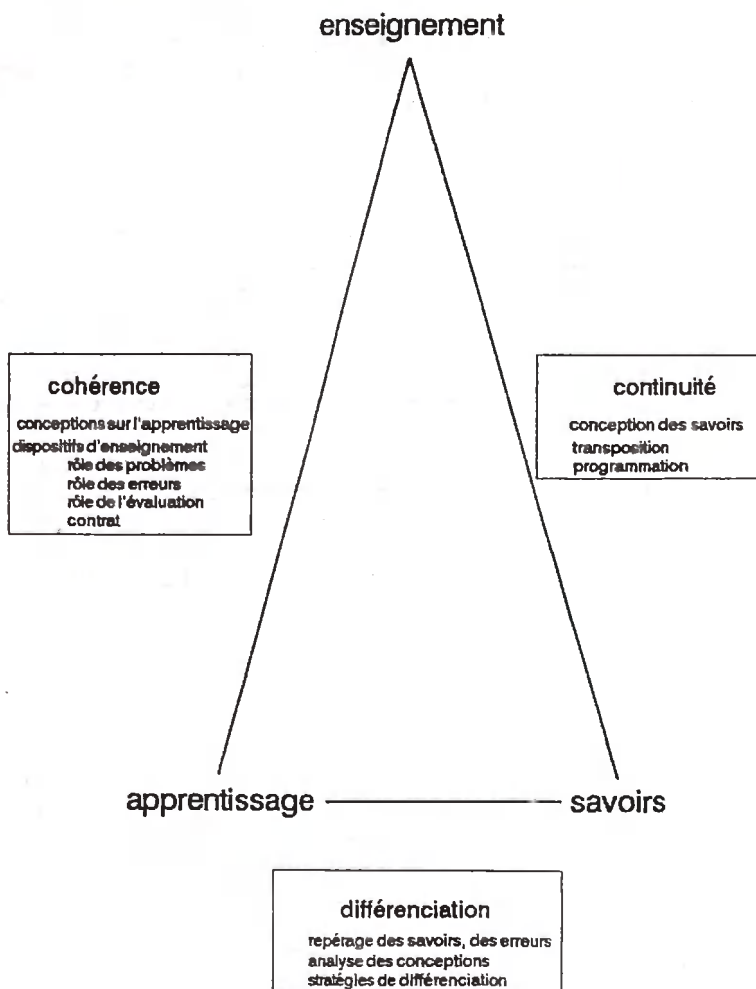 enseignement
cohérence
conceptions sur l'apprentissage
dispositifs d'enseignement
rôle des problèmes
rôle des erreurs
rôle de l'évaluation
contrat
continuité
conception des savoirs
transposition
programmation
apprentissage
savoirs
différenciation
repérage des savoirs, des erreurs
analyse des conceptions
stratégies de différenciation